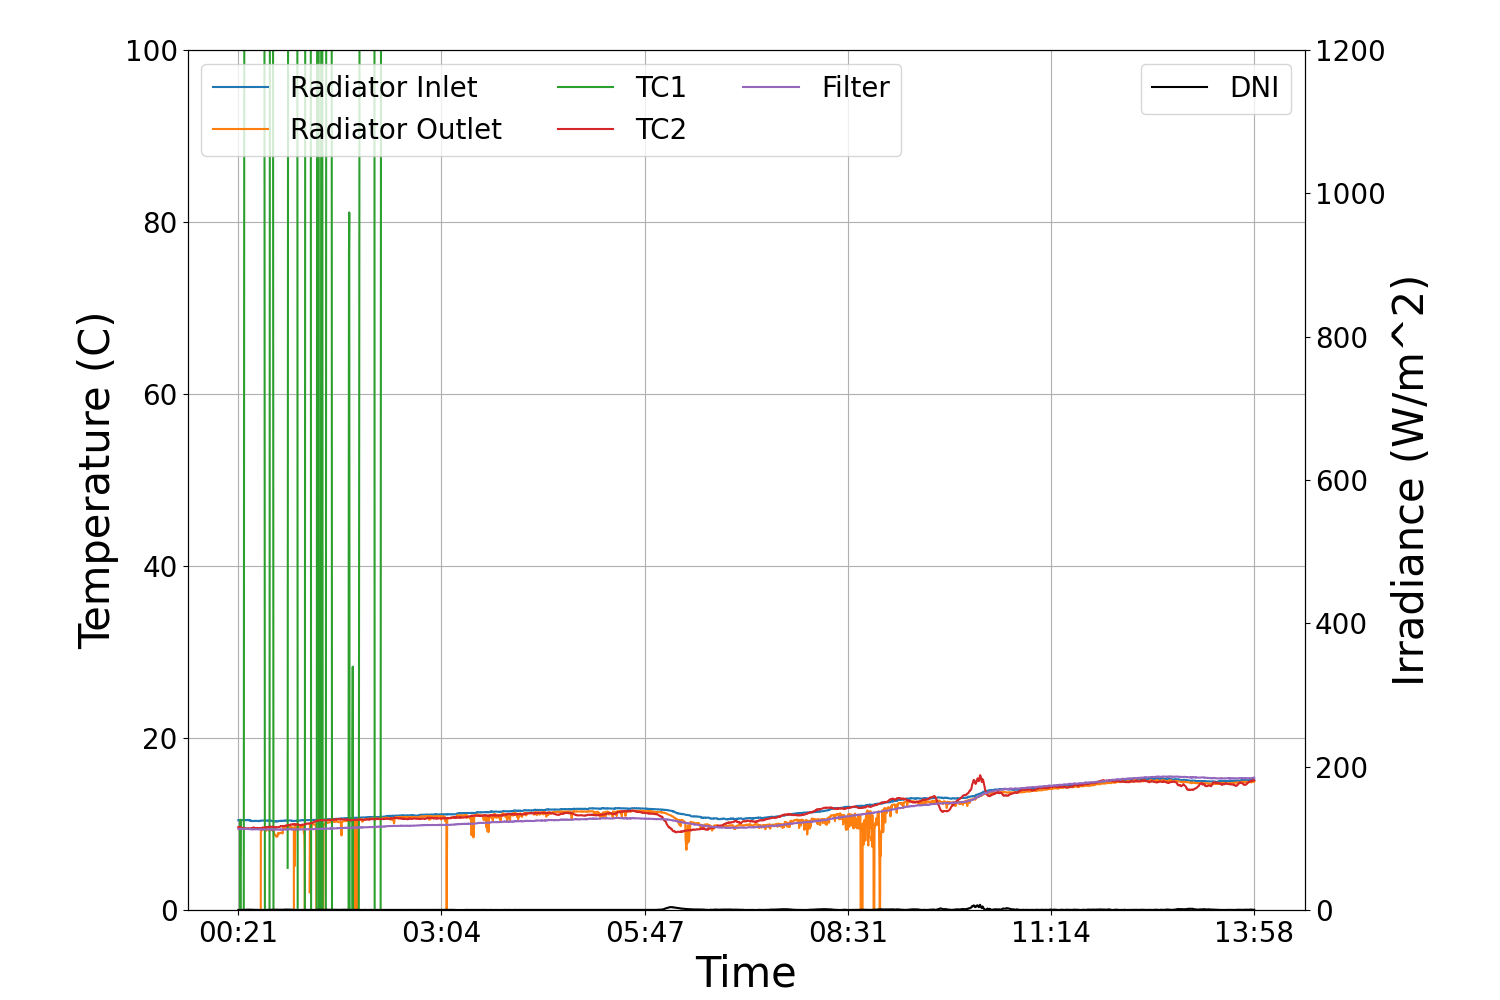 Temperature (C)
100
80
60
40
20
0
Radiator Inlet
Radiator Outlet
TC1
TC2
Filter
DNI
1200
1000
800
600
400
200
0
Irradiance (W/m^2)
00:21 03:04 05:47 08:31 11:14 13:58
Time